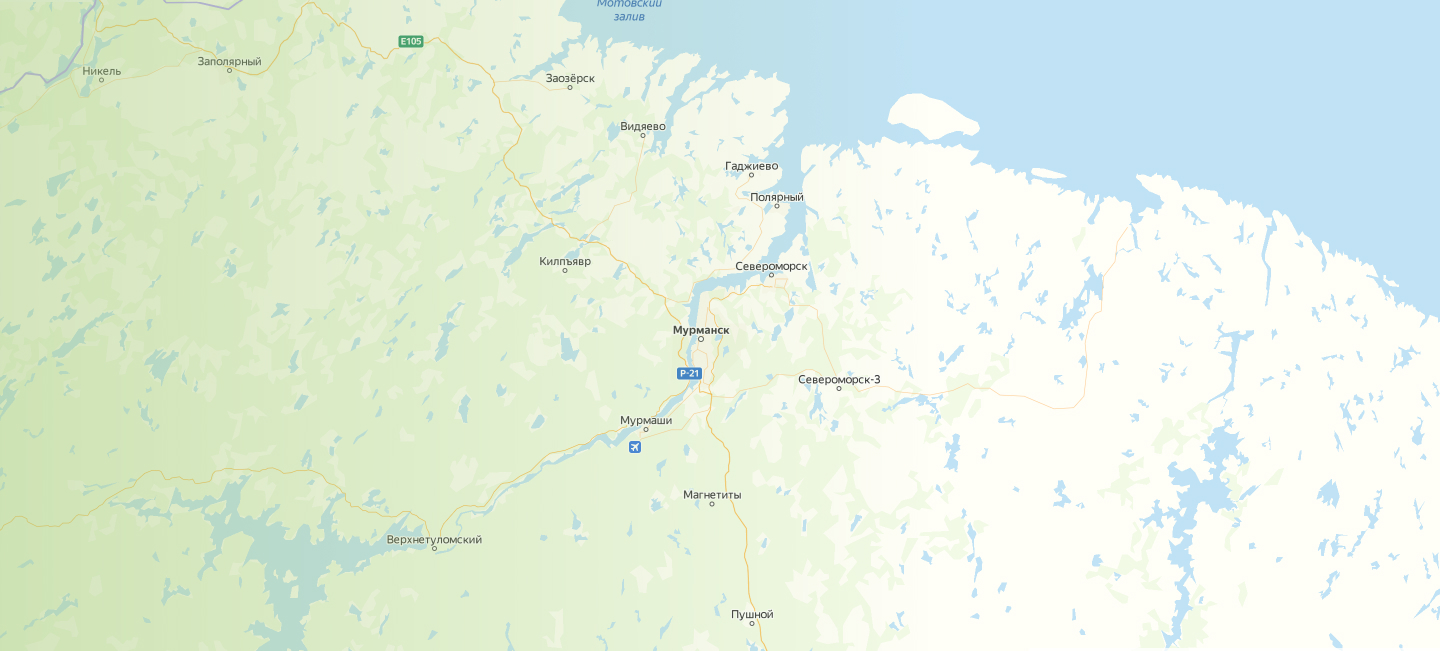 Мотовский
залив
E105
Заполярный
Никель
Заозёрск
Видяево
Гаджиево
Полярный
Килпъявр
Североморск
Мурманск
Р-21
Североморск-3
Мурмаши
Магнетиты
Верхнетуломский
Пушной